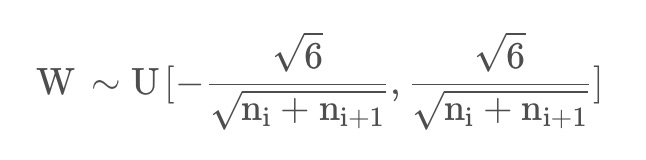 W ∼ U[−√6/√(nᵢ + nᵢ₊₁), √6/√(nᵢ + nᵢ₊₁)]